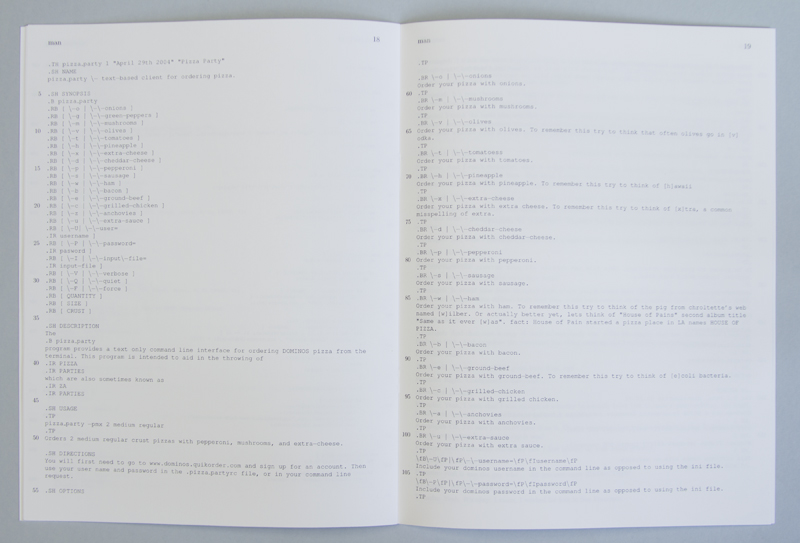 man 18
.TH pizza.party 1 "April 29th 2004" "Pizza Party"
.SH NAME
pizza.party \- text-based client for ordering pizza.
5 .SH SYNOPSIS
.B pizza.party
.RB [ \-o | \-\-onions ]
.RB [ \-g | \-\-green-peppers ]
.RB [ \-m | \-\-mushrooms ]
10 .RB [ \-v | \-\-olives ]
.RB [ \-t | \-\-tomatoes ]
.RB [ \-h | \-\-pineapple ]
.RB [ \-x | \-\-extra-cheese ]
.RB [ \-d | \-\-cheddar-cheese ]
15 .RB [ \-p | \-\-pepperoni ]
.RB [ \-s | \-\-sausage ]
.RB [ \-w | \-\-ham ]
.RB [ \-b | \-\-bacon ]
.RB [ \-e | \-\-ground-beef ]
20 .RB [ \-c | \-\-grilled-chicken ]
.RB [ \-z | \-\-anchovies ]
.RB [ \-u | \-\-extra-sauce ]
.RB [ \-U| \-\-user=
.IR username ]
25 .RB [ \-P | \-\-password=
.IR password ]
.RB [ \-I | \-\-input\-file=
.IR input-file ]
.RB [ \-V | \-\-verbose ]
30 .RB [ \-Q | \-\-quiet ]
.RB [ \-F | \-\-force ]
.RB [ QUANTITY ]
.RB [ SIZE ]
.RB [ CRUST ]
35
.SH DESCRIPTION
The
.B pizza.party
program provides a text only command line interface for ordering DOMINOS pizza from the
terminal. This program is intended to aid in the throwing of
40 .IR PIZZA
.IR PARTIES
which are also sometimes known as
.IR ZA
.IR PARTIES
45
.SH USAGE
.TP
pizza.party -pmx 2 medium regular
.TP
50 Orders 2 medium regular crust pizzas with pepperoni, mushrooms, and extra-cheese.
.SH DIRECTIONS
You will first need to go to www.dominos.quikorder.com and sign up for an account. Then
use your user name and password in the .pizza.partyrc file, or in your command line
request.
55 .SH OPTIONS
man 19
.TP
.BR \-o | \-\-onions
Order your pizza with onions.
60 .TP
.BR \-m | \-\-mushrooms
Order your pizza with mushrooms.
.TP
.BR \-v | \-\-olives
65 Order your pizza with olives. To remember this try to think that often olives go in [v]
.TP
.BR \-t | \-\-tomatoess
Order your pizza with tomatoes.
.TP
70 .BR \-h | \-\-pineapple
Order your pizza with pineapple. To remember this try to think of [h]awaii
.TP
.BR \-x | \-\-extra-cheese
Order your pizza with extra cheese. To remember this try to think of [x]tra, a common
misspelling of extra.
75 .TP
.BR \-d | \-\-cheddar-cheese
Order your pizza with cheddar-cheese.
.TP
.BR \-p | \-\-pepperoni
80 Order your pizza with pepperoni.
.TP
.BR \-s | \-\-sausage
Order your pizza with sausage.
.TP
85 .BR \-w | \-\-ham
Order your pizza with ham. To remember this try to think of the pig from charlotte's web
named [w]ilber. Or actually better yet, lets think of "House of Pains" second album title
"Same as it ever [w]as". Fact: House of Pain started a pizza place in LA named HOUSE OF
PIZZA.
.TP
.BR \-b | \-\-bacon
Order your pizza with bacon.
90 .TP
.BR \-e | \-\-ground-beef
Order your pizza with ground-beef. To remember this try to think of [e]coli bacteria.
.TP
.BR \-c | \-\-grilled-chicken
95 Order your pizza with grilled chicken.
.TP
.BR \-a | \-\-anchovies
Order your pizza with anchovies.
.TP
100 .BR \-u | \-\-extra-sauce
Order your pizza with extra sauce.
.TP
\fB\-U\fP|\fP\-\-username=\fP\fIusername\fP
Include your dominos username in the command line as opposed to using the ini file.
105 .TP
\fB\-P\fP|\fP\-\-password=\fP\fIpassword\fP
Include your dominos password in the command line as opposed to using the ini file.
.TP